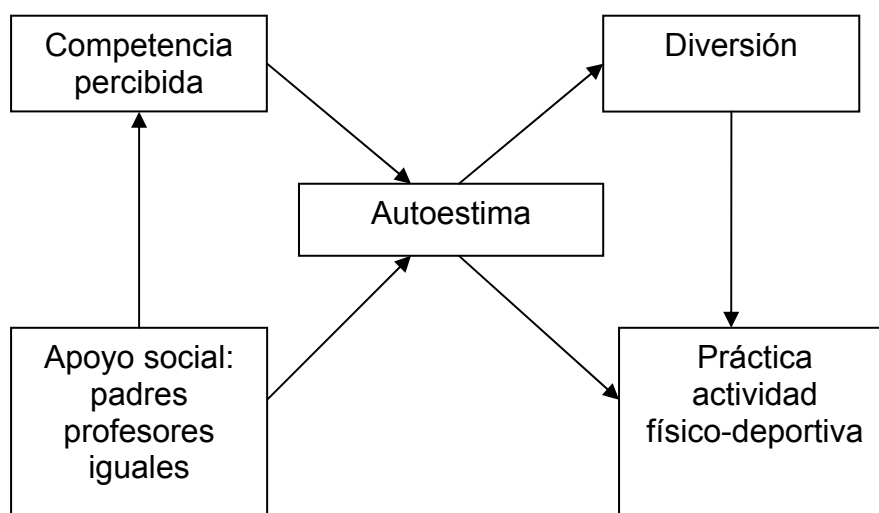 Competencia
percibida
Diversión
Autoestima
Apoyo social:
padres
profesores
iguales
Práctica
actividad
físico-deportiva